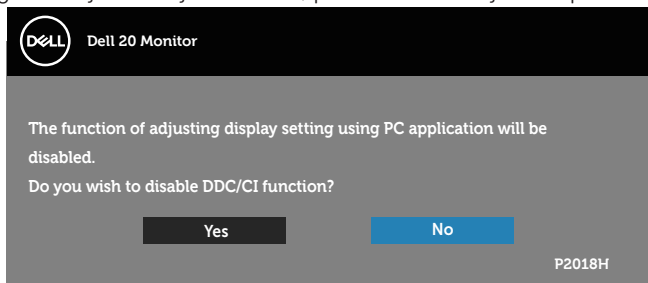 DELL
Dell 20 Monitor
The function of adjusting display setting using PC application will be
disabled.
Do you wish to disable DDC/CI function?
Yes
No
P2018H